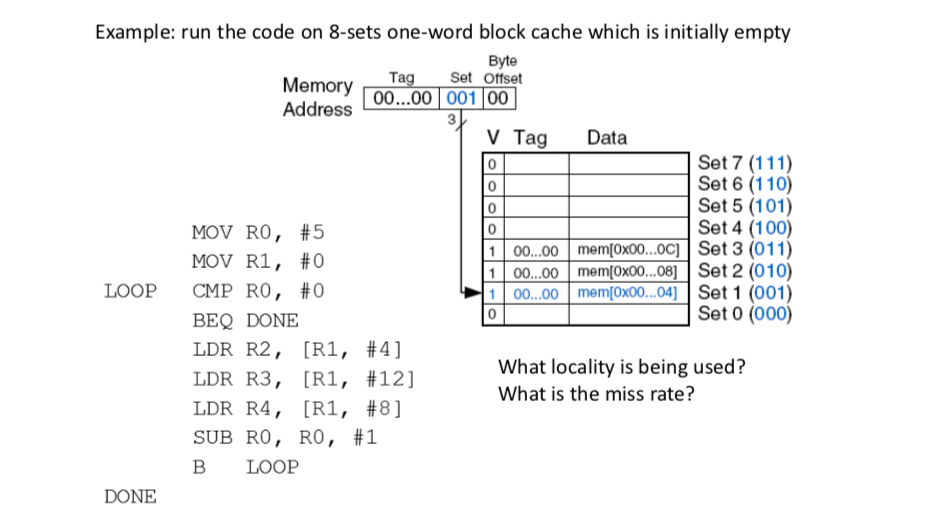 Example: run the code on 8-sets one-word block cache which is initially empty
Byte
Tag Set Offset
Memory Address 00...00 001 00
3
V Tag Data
0 Set 7 (111)
0 Set 6 (110)
0 Set 5 (101)
0 Set 4 (100)
1 00...00 mem[0x00...0C] Set 3 (011)
1 00...00 mem[0x00...08] Set 2 (010)
1 00...00 mem[0x00...04] Set 1 (001)
0 Set 0 (000)
MOV R0, #5
MOV R1, #0
LOOP CMP R0, #0
BEQ DONE
LDR R2, [R1, #4]
LDR R3, [R1, #12]
LDR R4, [R1, #8]
SUB R0, R0, #1
B LOOP
DONE
What locality is being used?
What is the miss rate?